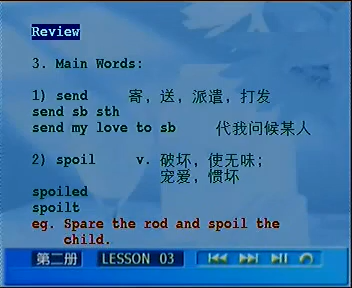 Review
3. Main Words:
1) send 寄，送，派遣，打发
send sb sth
send my love to sb 代我问候某人
2) spoil v. 破坏，使无味；
宠爱，惯坏
spoiled
spoilt
eg. Spare the rod and spoil the
child.
第二册 LESSON 03